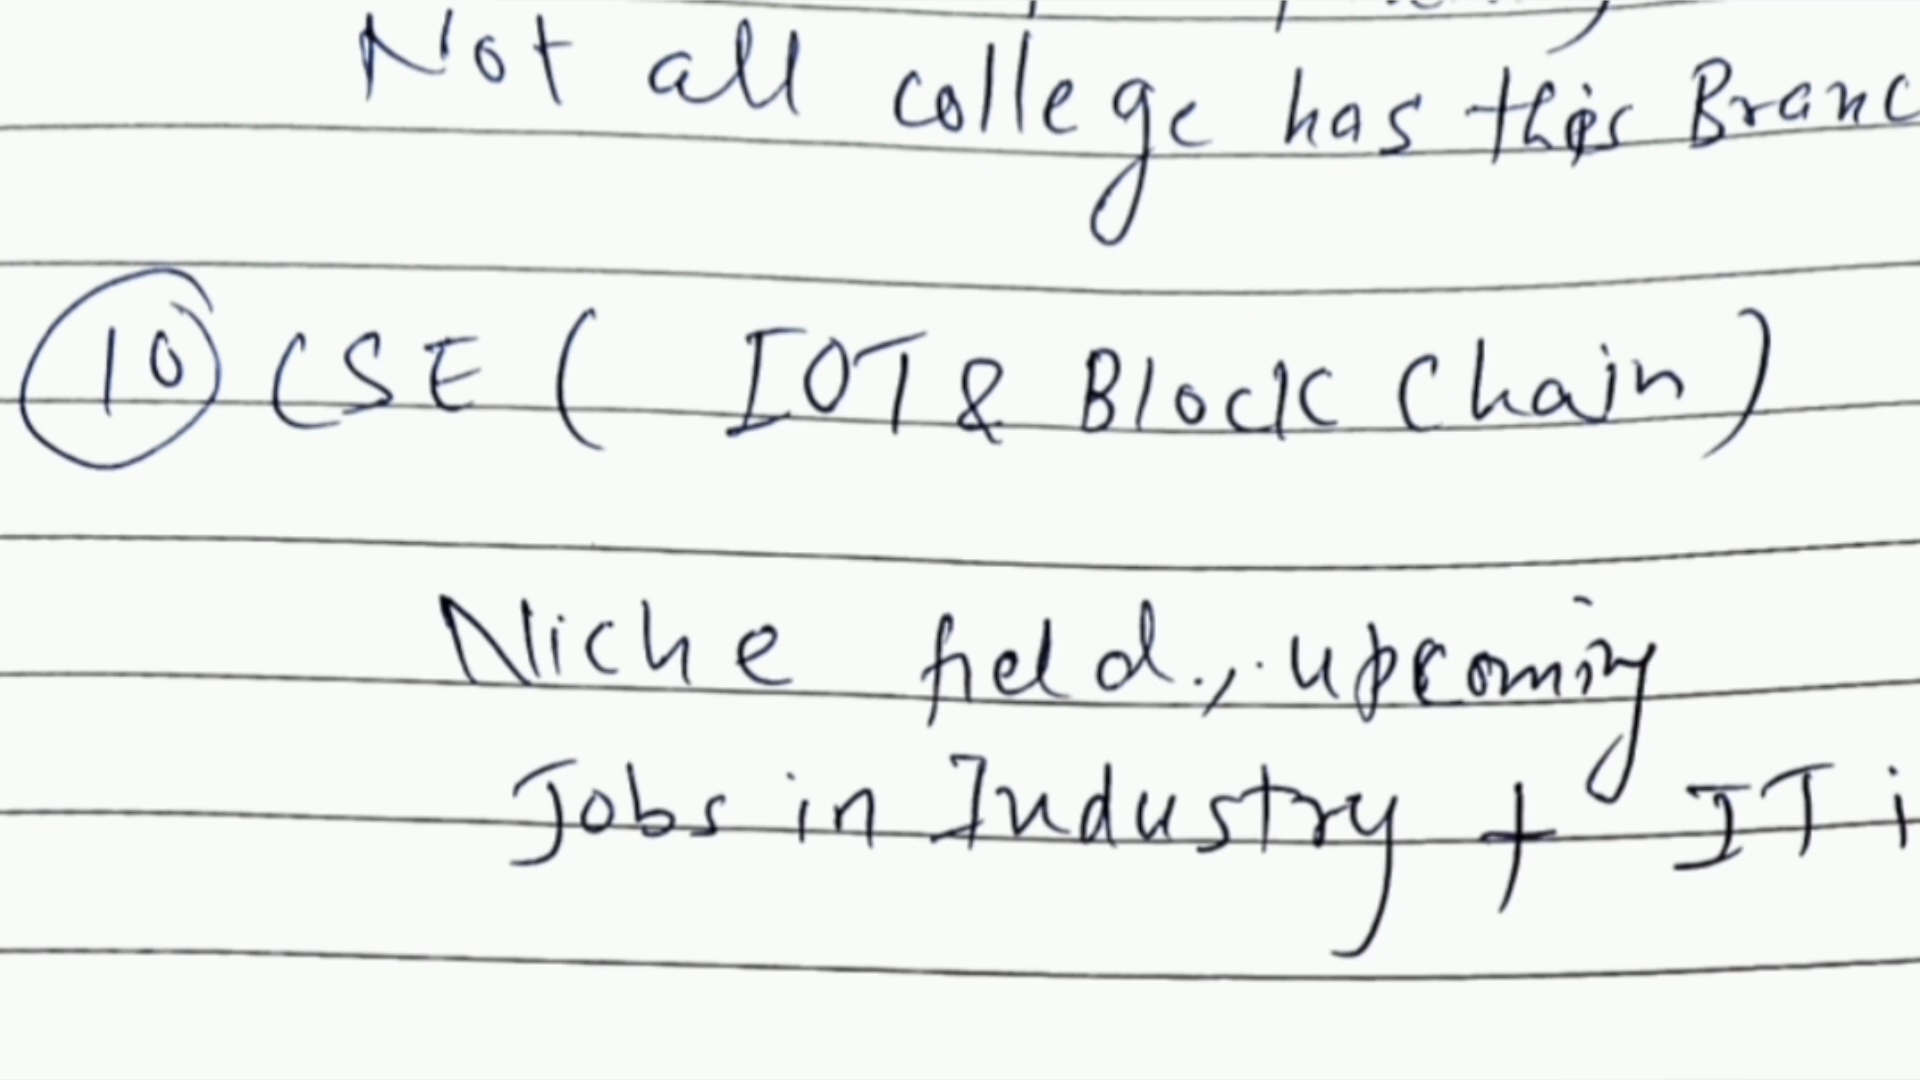 Not all college has this Branc
10 CSE ( IOT & Block Chain )
Niche field., upcoming
Jobs in Industry + IT i